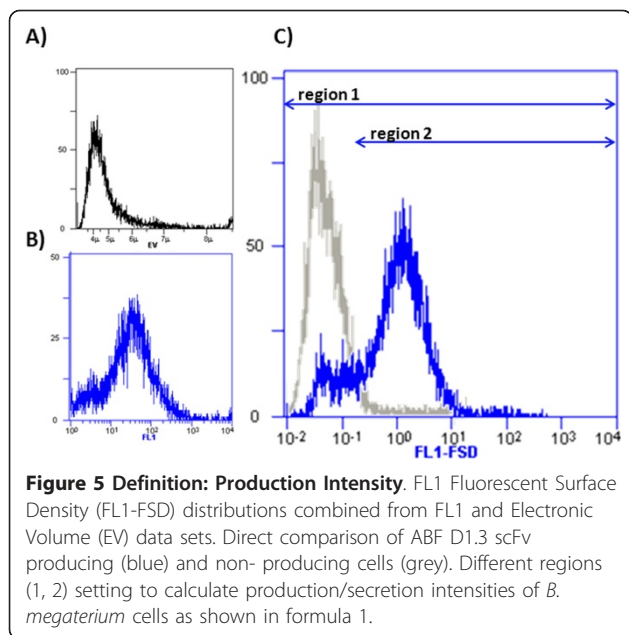 A)
100
50
0
4µ 5µ 6µ 7µ 8µ
EV
B)
50
25
0
10⁰ 10¹ 10² 10³ 10⁴
FL1
C)
100
region 1
region 2
50
0
10⁻² 10⁻¹ 10⁰ 10¹ 10² 10³ 10⁴
FL1-FSD
Figure 5 Definition: Production Intensity. FL1 Fluorescent Surface
Density (FL1-FSD) distributions combined from FL1 and Electronic
Volume (EV) data sets. Direct comparison of ABF D1.3 scFv
producing (blue) and non- producing cells (grey). Different regions
(1, 2) setting to calculate production/secretion intensities of B.
megaterium cells as shown in formula 1.